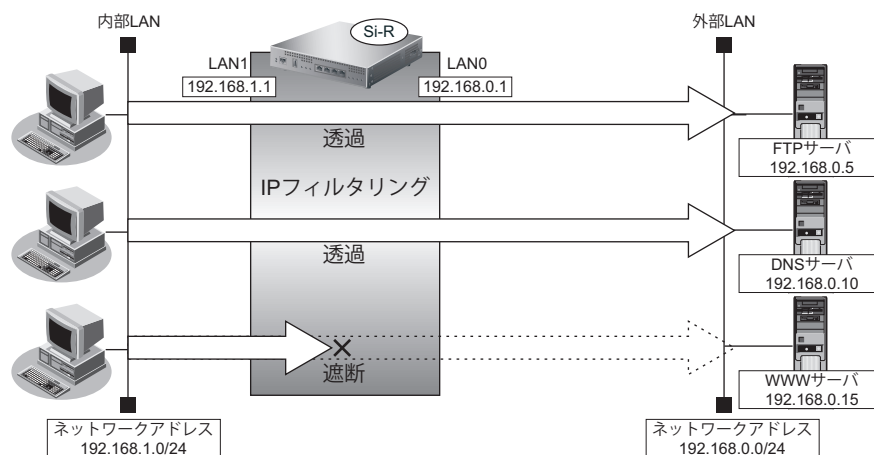 内部LAN
外部LAN
Si-R
LAN1
192.168.1.1
LAN0
192.168.0.1
透過
FTPサーバ
192.168.0.5
IPフィルタリング
透過
DNSサーバ
192.168.0.10
遮断
WWWサーバ
192.168.0.15
ネットワークアドレス
192.168.1.0/24
ネットワークアドレス
192.168.0.0/24